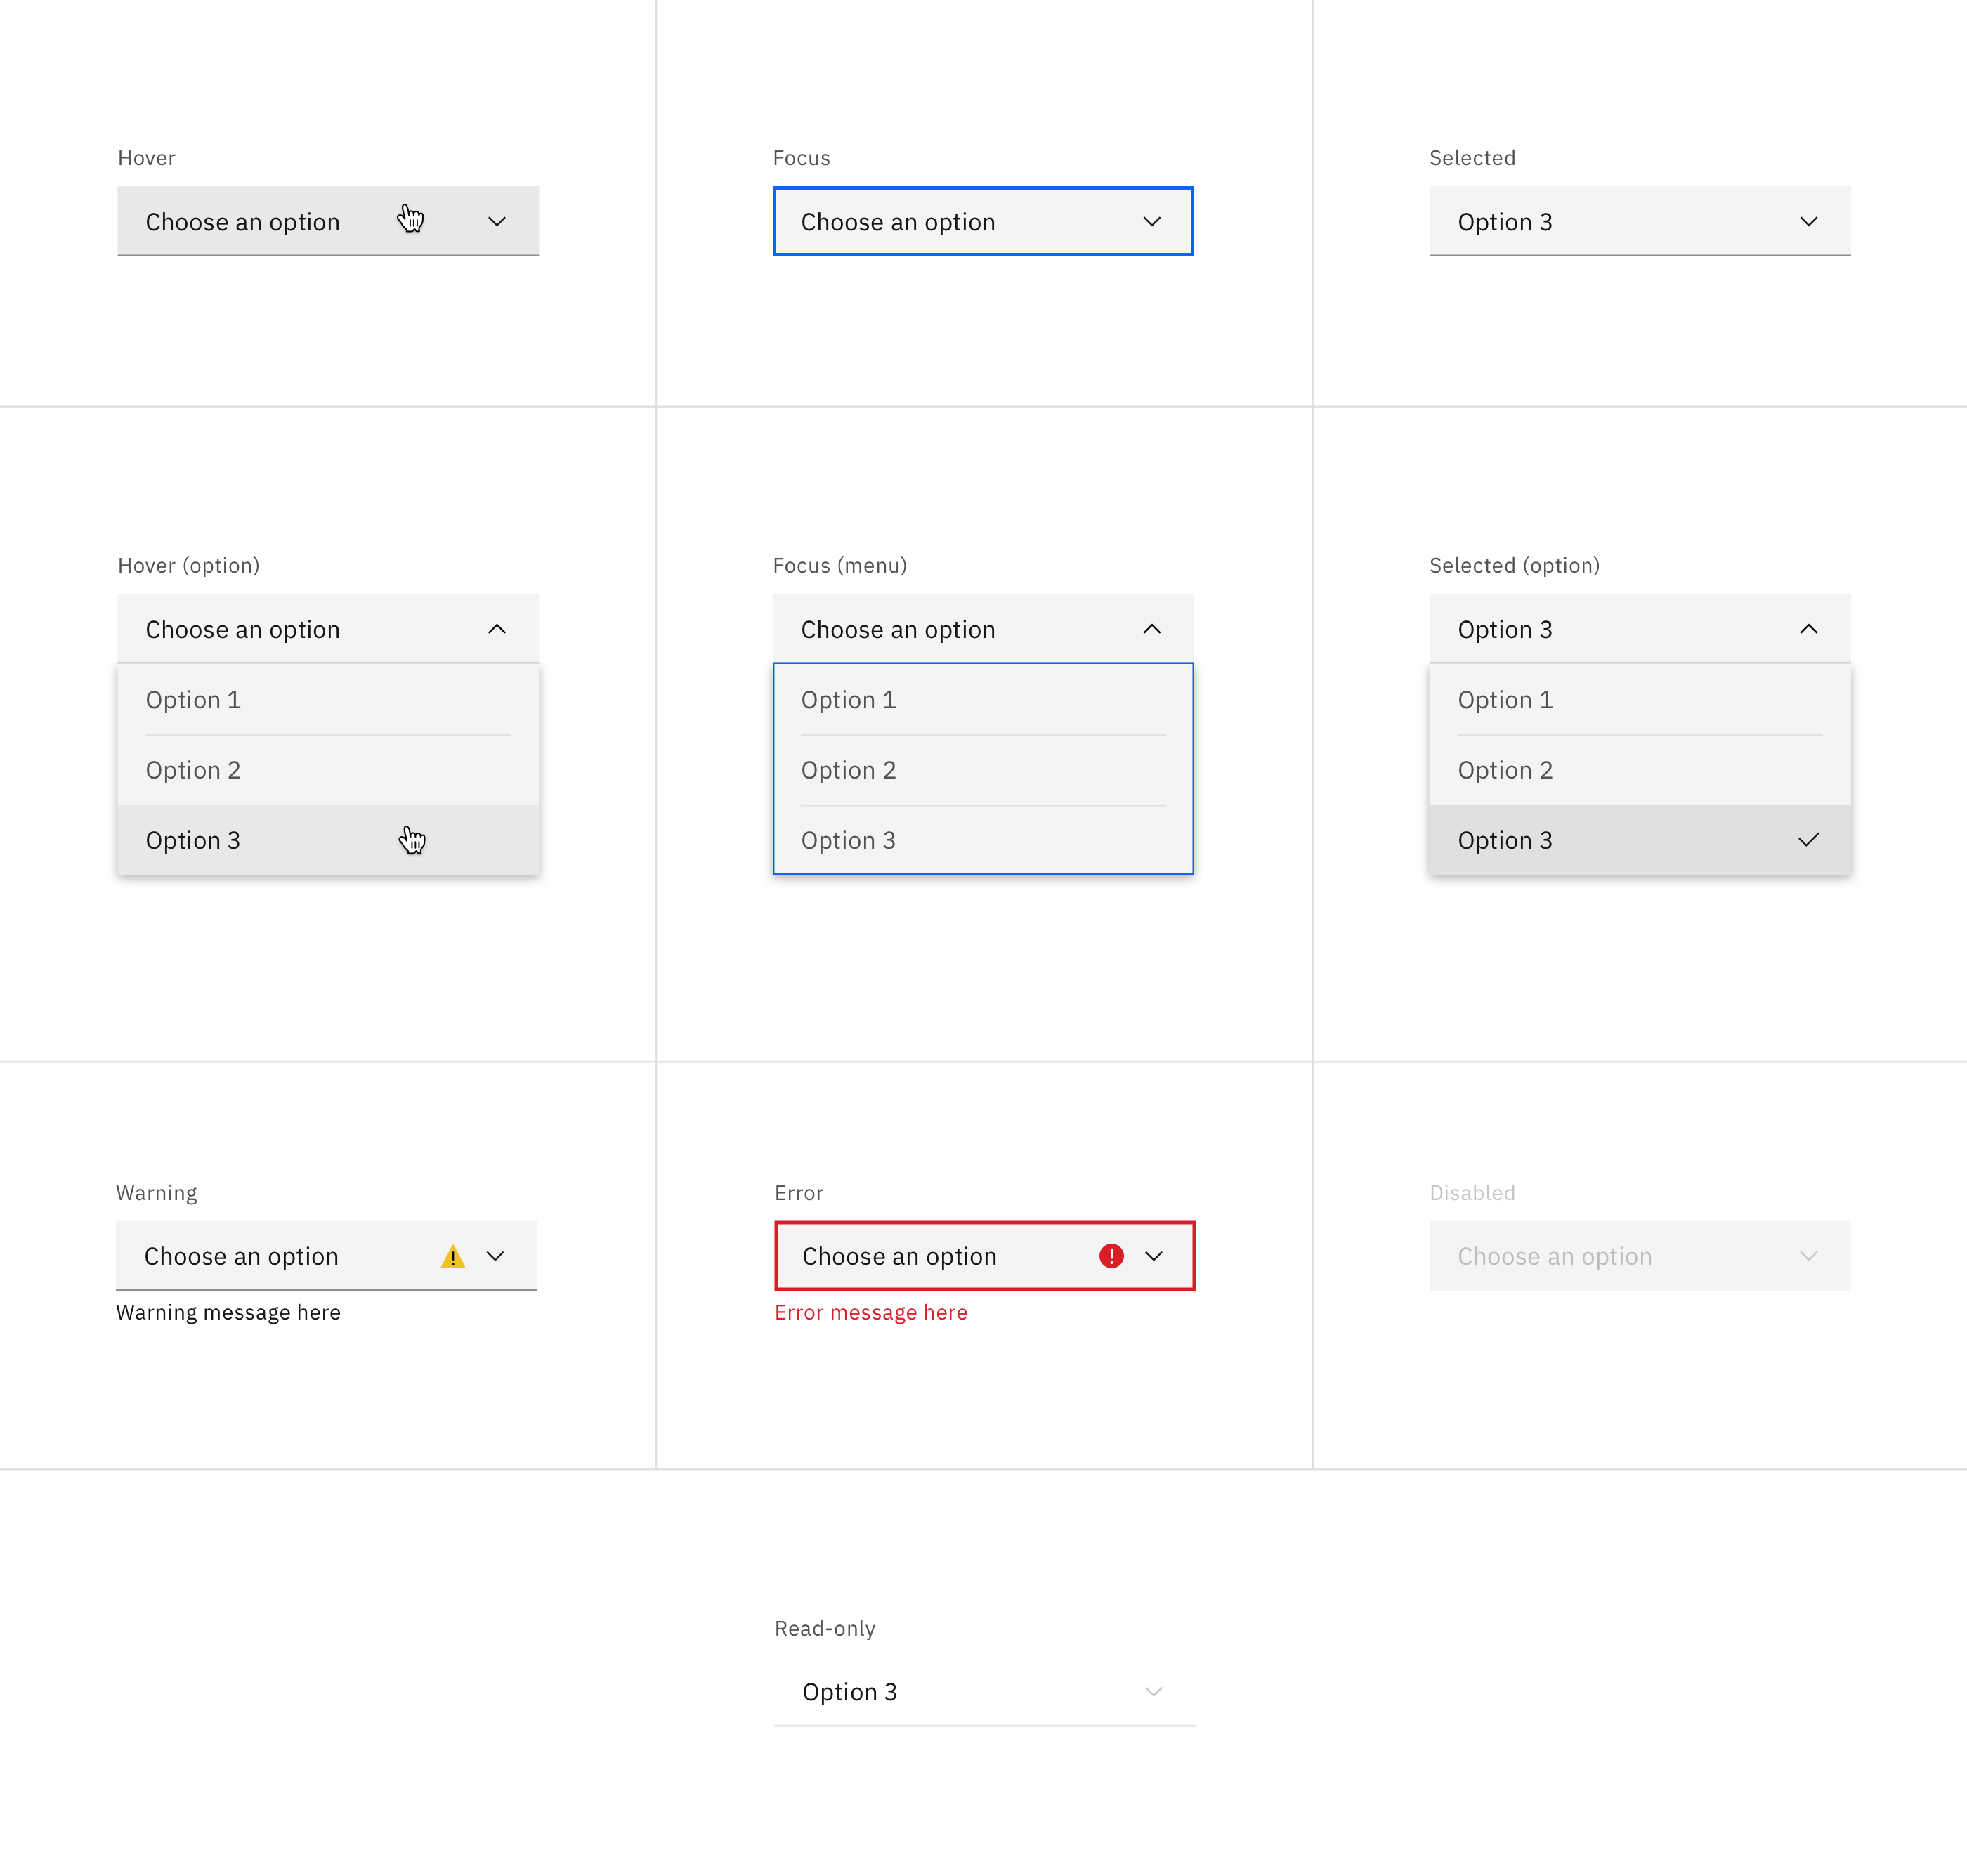 Hover
Choose an option
Focus
Choose an option
Selected
Option 3
Hover (option)
Choose an option
Option 1
Option 2
Option 3
Focus (menu)
Choose an option
Option 1
Option 2
Option 3
Selected (option)
Option 3
Option 1
Option 2
Option 3
Warning
Choose an option
Warning message here
Error
Choose an option
Error message here
Disabled
Choose an option
Read-only
Option 3